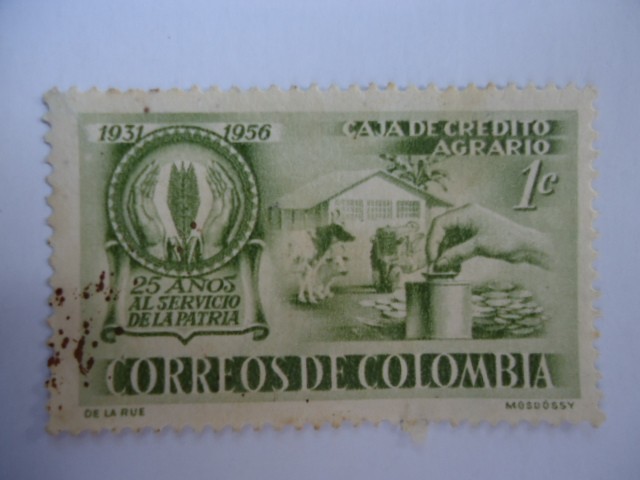 1931 1956
CAJA DE CREDITO
AGRARIO
1c
25 AÑOS
AL SERVICIO
DE LA PATRIA
CORREOS DE COLOMBIA
DE LA RUE
MOSDÓSSY